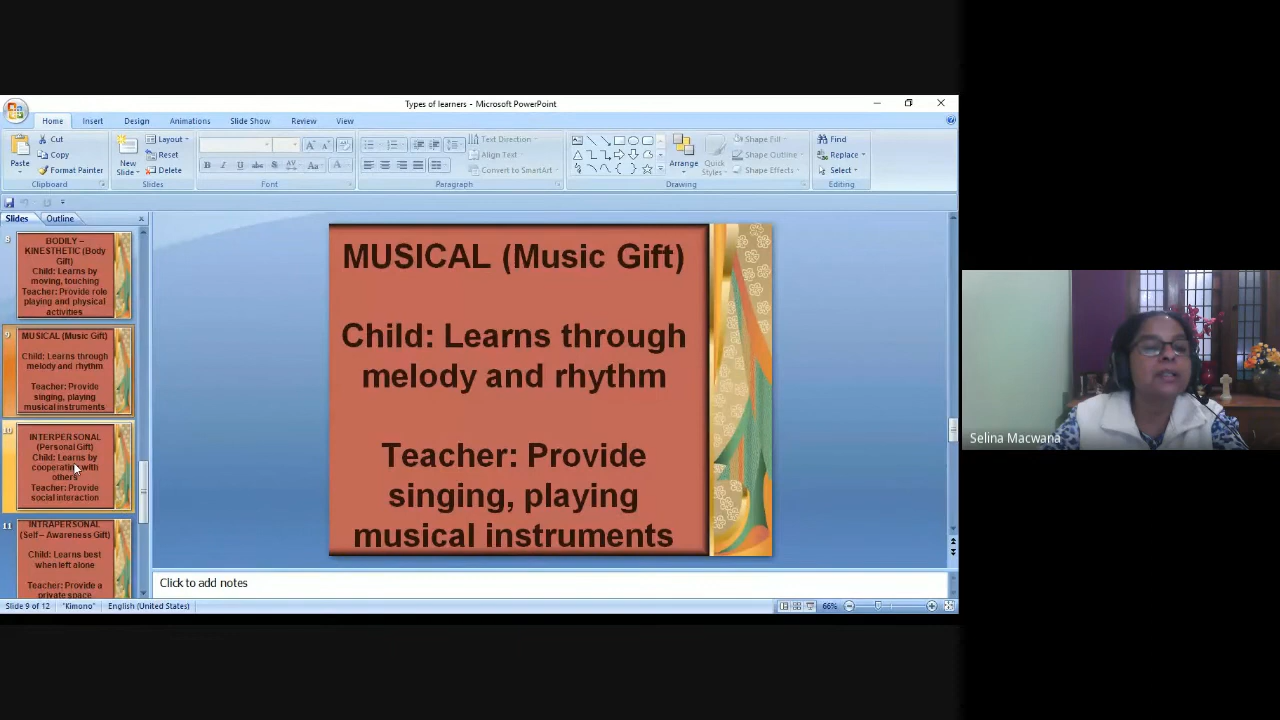 Types of learners - Microsoft PowerPoint
Home Insert Design Animations Slide Show Review View
Paste
Cut
Copy
Format Painter
Clipboard
New Slide
Layout
Reset
Delete
Slides
Font
Paragraph
Text Direction
Align Text
Convert to SmartArt
Arrange
Quick Styles
Shape Fill
Shape Outline
Shape Effects
Drawing
Find
Replace
Select
Editing
Slides Outline
8
BODILY –
KINESTHETIC (Body
Gift)
Child: Learns by
moving, touching
Teacher: Provide role
playing and physical
activities
9
MUSICAL (Music Gift)
Child: Learns through
melody and rhythm
Teacher: Provide
singing, playing
musical instruments
10
INTERPERSONAL
(Personal Gift)
Child: Learns by
cooperating with
others
Teacher: Provide
social interaction
11
INTRAPERSONAL
(Self – Awareness Gift)
Child: Learns best
when left alone
Teacher: Provide a
private space
MUSICAL (Music Gift)
Child: Learns through
melody and rhythm
Teacher: Provide
singing, playing
musical instruments
Click to add notes
Slide 9 of 12 "Kimono" English (United States) 66%
Selina Macwana